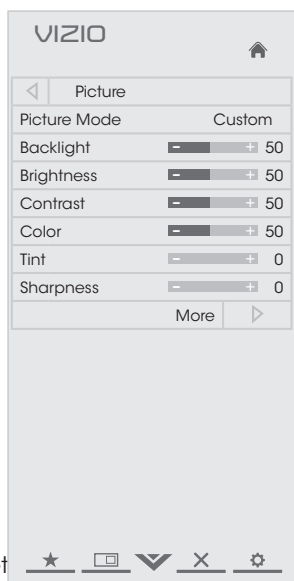 VIZIO
Picture
Picture Mode Custom
Backlight - + 50
Brightness - + 50
Contrast - + 50
Color - + 50
Tint - + 0
Sharpness - + 0
More
t